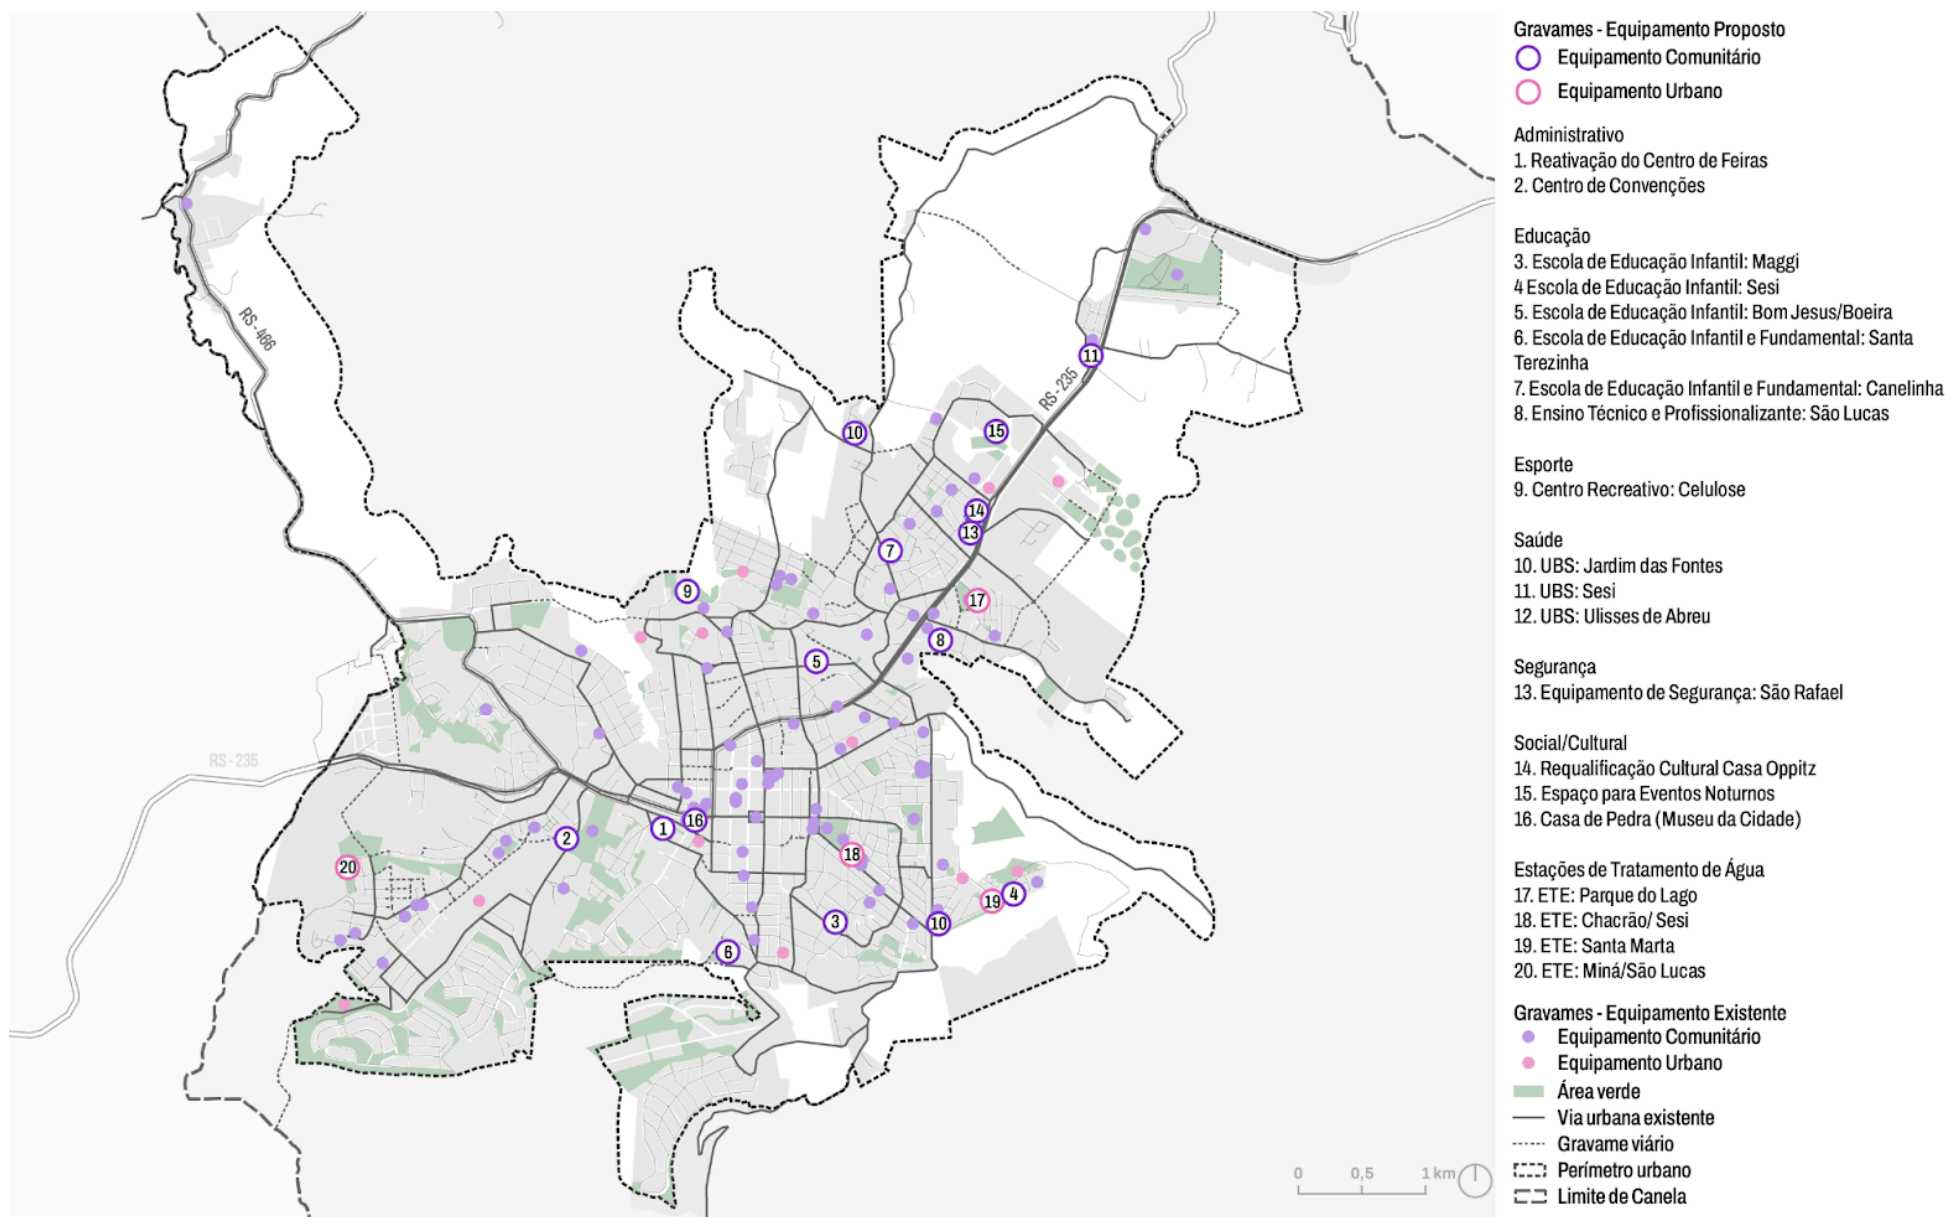 Gravames - Equipamento Proposto
Equipamento Comunitário
Equipamento Urbano
Administrativo
1. Reativação do Centro de Feiras
2. Centro de Convenções
Educação
3. Escola de Educação Infantil: Maggi
4 Escola de Educação Infantil: Sesi
5. Escola de Educação Infantil: Bom Jesus/Boeira
6. Escola de Educação Infantil e Fundamental: Santa
Terezinha
7. Escola de Educação Infantil e Fundamental: Canelinha
8. Ensino Técnico e Profissionalizante: São Lucas
Esporte
9. Centro Recreativo: Celulose
Saúde
10. UBS: Jardim das Fontes
11. UBS: Sesi
12. UBS: Ulisses de Abreu
Segurança
13. Equipamento de Segurança: São Rafael
Social/Cultural
14. Requalificação Cultural Casa Oppitz
15. Espaço para Eventos Noturnos
16. Casa de Pedra (Museu da Cidade)
Estações de Tratamento de Água
17. ETE: Parque do Lago
18. ETE: Chacrão/ Sesi
19. ETE: Santa Marta
20. ETE: Miná/São Lucas
Gravames - Equipamento Existente
Equipamento Comunitário
Equipamento Urbano
Área verde
Via urbana existente
Gravame viário
Perímetro urbano
Limite de Canela
RS - 466
RS - 235
11
10
15
14
13
7
9
17
8
5
RS - 235
16
1
2
18
20
4
19
3
10
6
0 0,5 1 km